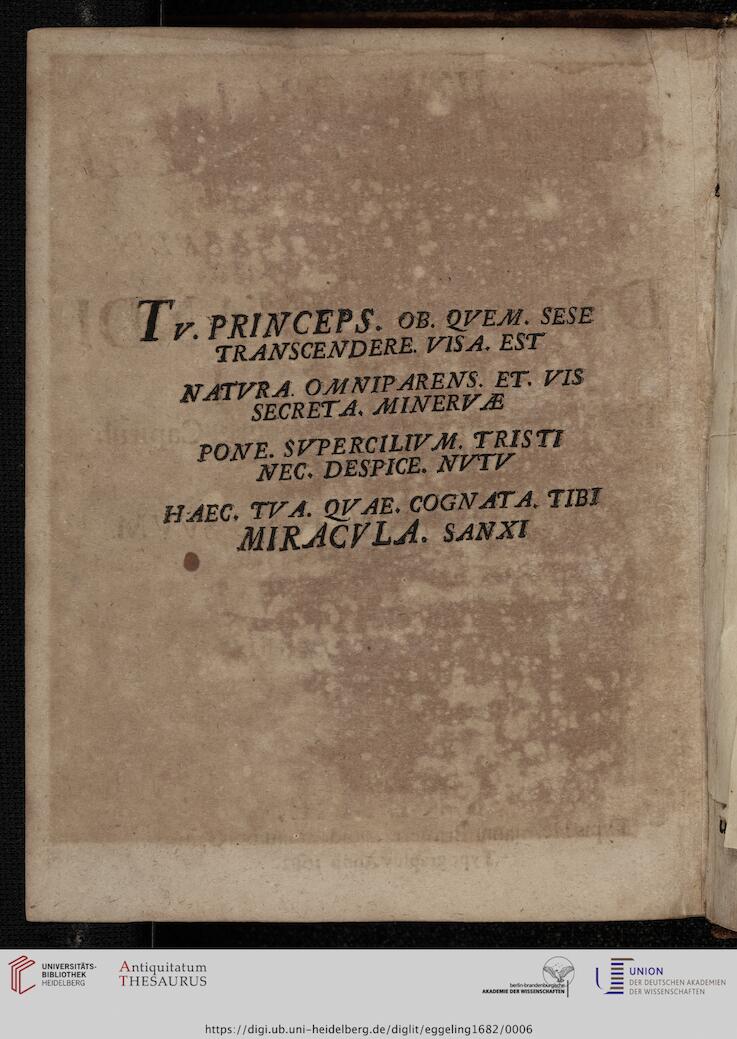 TV. PRINCEPS. OB. QVEM. SESE
TRANSCENDERE. VISA. EST
NATVRA. OMNIPARENS. ET. VIS
SECRETA. MINERVÆ
PONE. SVPERCILIVM. TRISTI
NEC. DESPICE. NVTV
HAEC. TVA. QVAE. COGNATA. TIBI
MIRACVLA. SANXI
UNIVERSITÄTS-
BIBLIOTHEK
HEIDELBERG
Antiquitatum
THESAURUS
berlin-brandenburgische
AKADEMIE DER WISSENSCHAFTEN
UNION
DER DEUTSCHEN AKADEMIEN
DER WISSENSCHAFTEN
https://digi.ub.uni-heidelberg.de/diglit/eggeling1682/0006